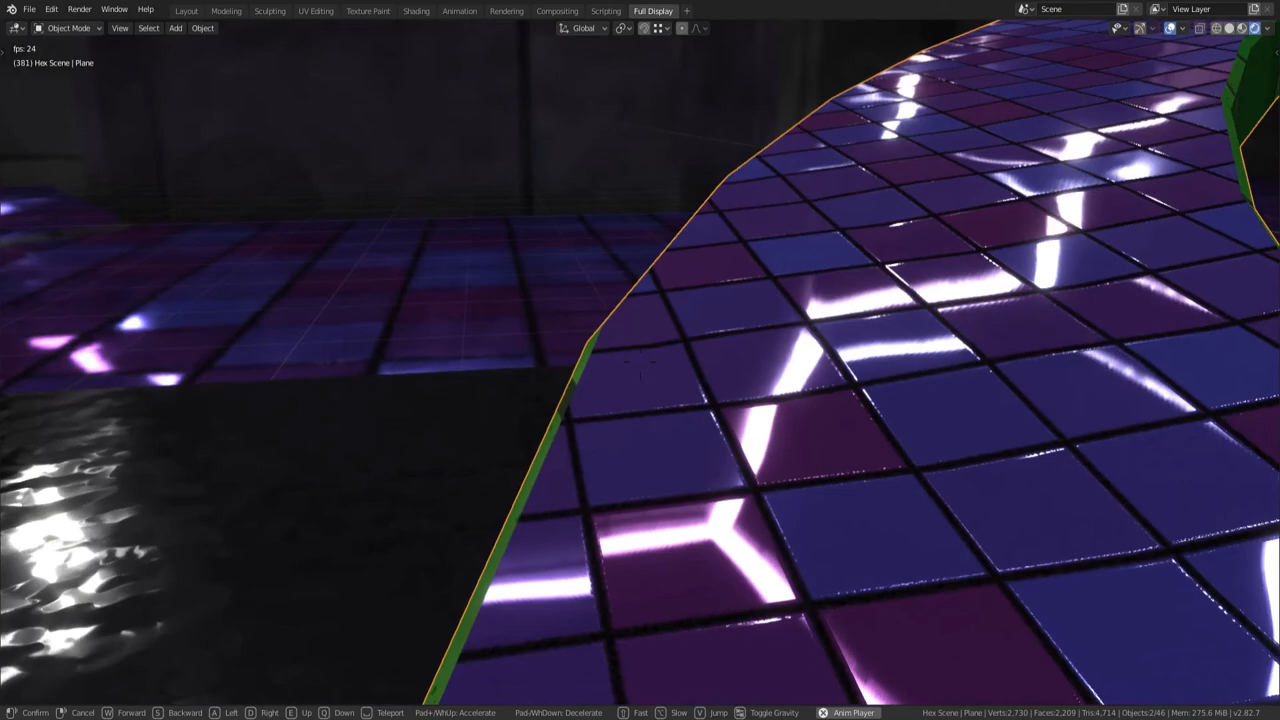 File Edit Render Window Help Layout Modeling Sculpting UV Editing Texture Paint Shading Animation Rendering Compositing Scripting Full Display + Scene View Layer
Object Mode View Select Add Object Global
fps: 24
(381) Hex Scene | Plane
Confirm Cancel W Forward S Backward A Left D Right E Up Q Down Teleport Pad+/WhUp: Accelerate Pad-/WhDown: Decelerate Fast Slow V Jump Toggle Gravity Anim Player Hex Scene | Plane | Verts:2,730 | Faces:2,209 | Tris:4,714 | Objects:2/46 | Mem: 275.6 MiB | v2.82.7